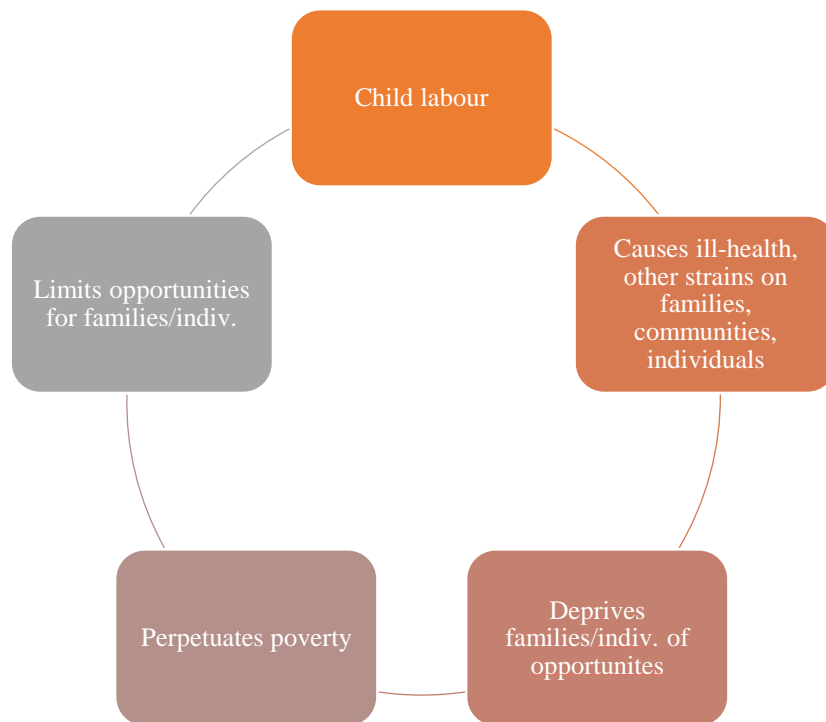 Child labour
Causes ill-health,
other strains on
families,
communities,
individuals
Deprives
families/indiv. of
opportunites
Perpetuates poverty
Limits opportunities
for families/indiv.